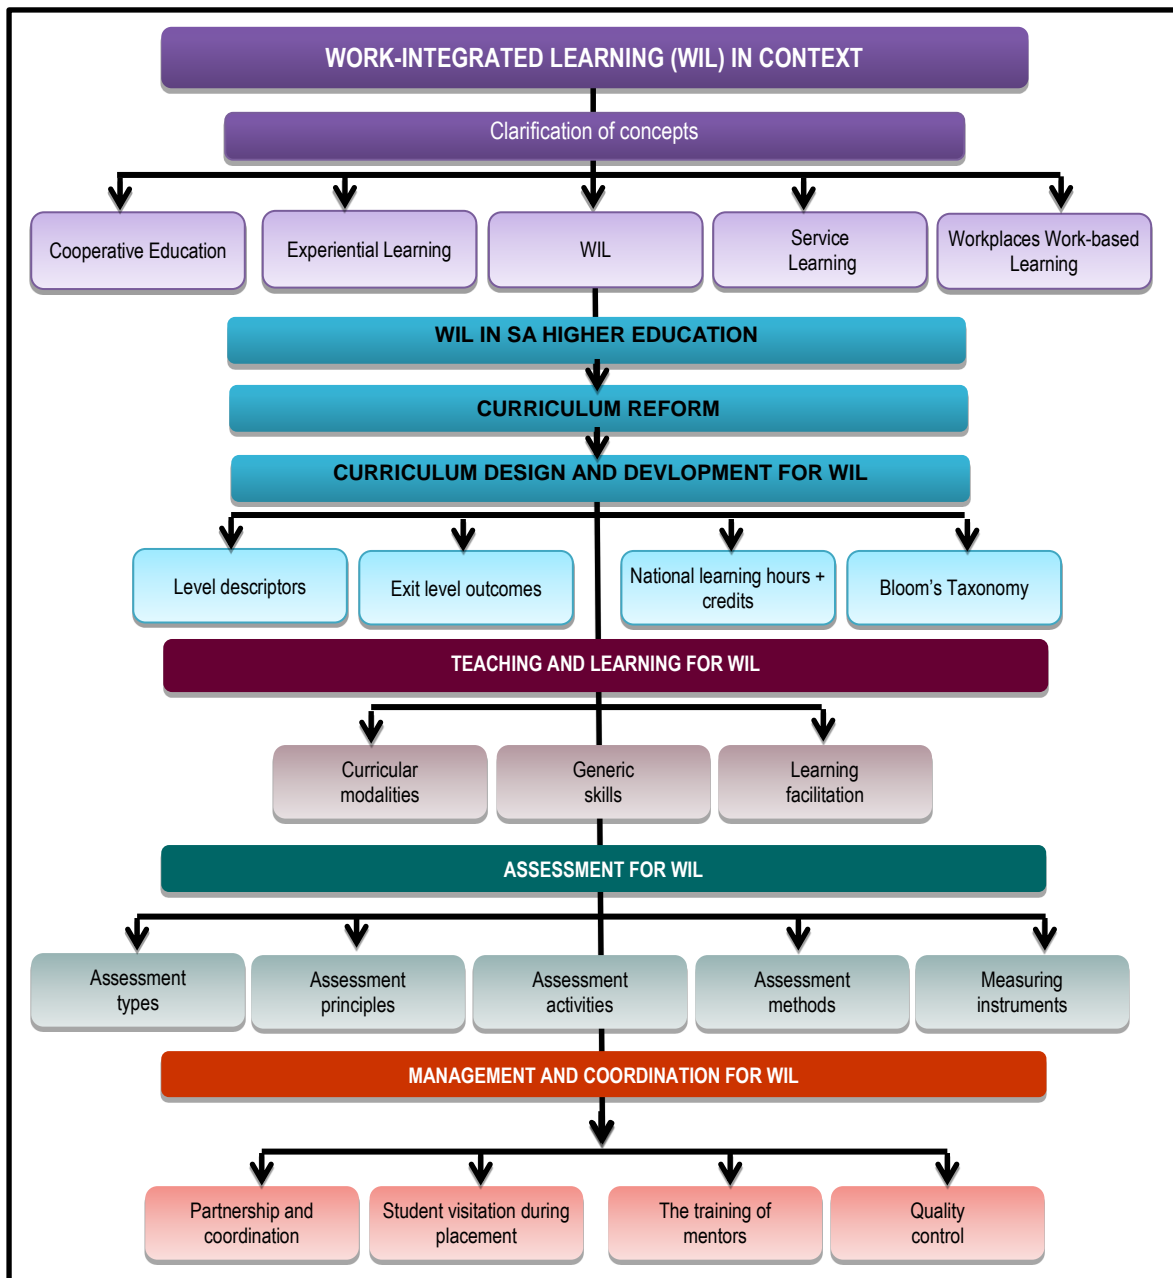 WORK-INTEGRATED LEARNING (WIL) IN CONTEXT
Clarification of concepts
Cooperative Education
Experiential Learning
WIL
Service
Learning
Workplaces Work-based
Learning
WIL IN SA HIGHER EDUCATION
CURRICULUM REFORM
CURRICULUM DESIGN AND DEVLOPMENT FOR WIL
Level descriptors
Exit level outcomes
National learning hours +
credits
Bloom's Taxonomy
TEACHING AND LEARNING FOR WIL
Curricular
modalities
Generic
skills
Learning
facilitation
ASSESSMENT FOR WIL
Assessment
types
Assessment
principles
Assessment
activities
Assessment
methods
Measuring
instruments
MANAGEMENT AND COORDINATION FOR WIL
Partnership and
coordination
Student visitation during
placement
The training of
mentors
Quality
control